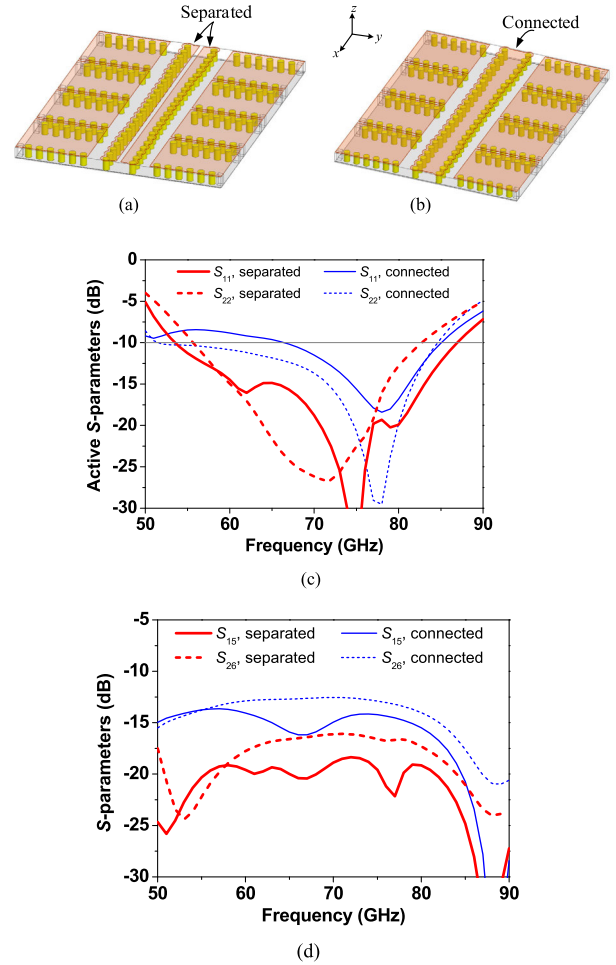 Separated
z
y
x
Connected
(a)
(b)
S11, separated
S11, connected
S22, separated
S22, connected
Active S-parameters (dB)
0
-5
-10
-15
-20
-25
-30
50 60 70 80 90
Frequency (GHz)
(c)
S15, separated
S15, connected
S26, separated
S26, connected
S-parameters (dB)
-5
-10
-15
-20
-25
-30
50 60 70 80 90
Frequency (GHz)
(d)